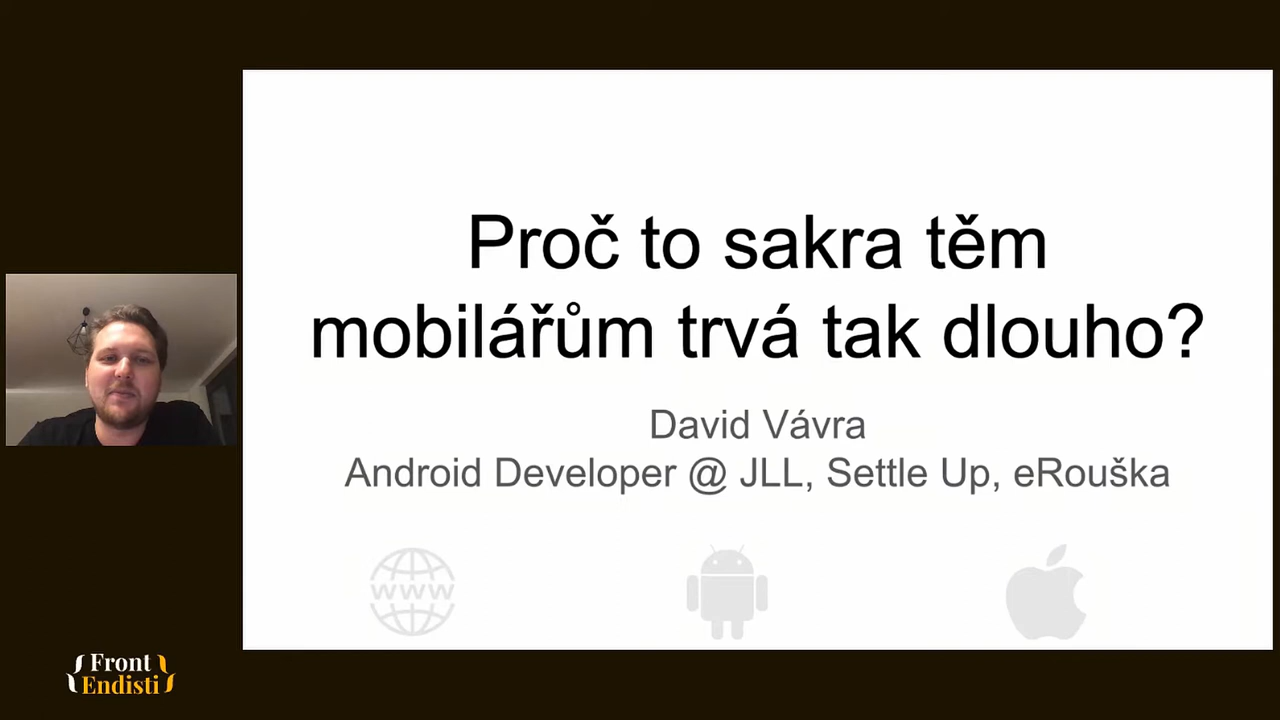 Proč to sakra těm
mobilářům trvá tak dlouho?
David Vávra
Android Developer @ JLL, Settle Up, eRouška
WWW
{Front
Endisti}